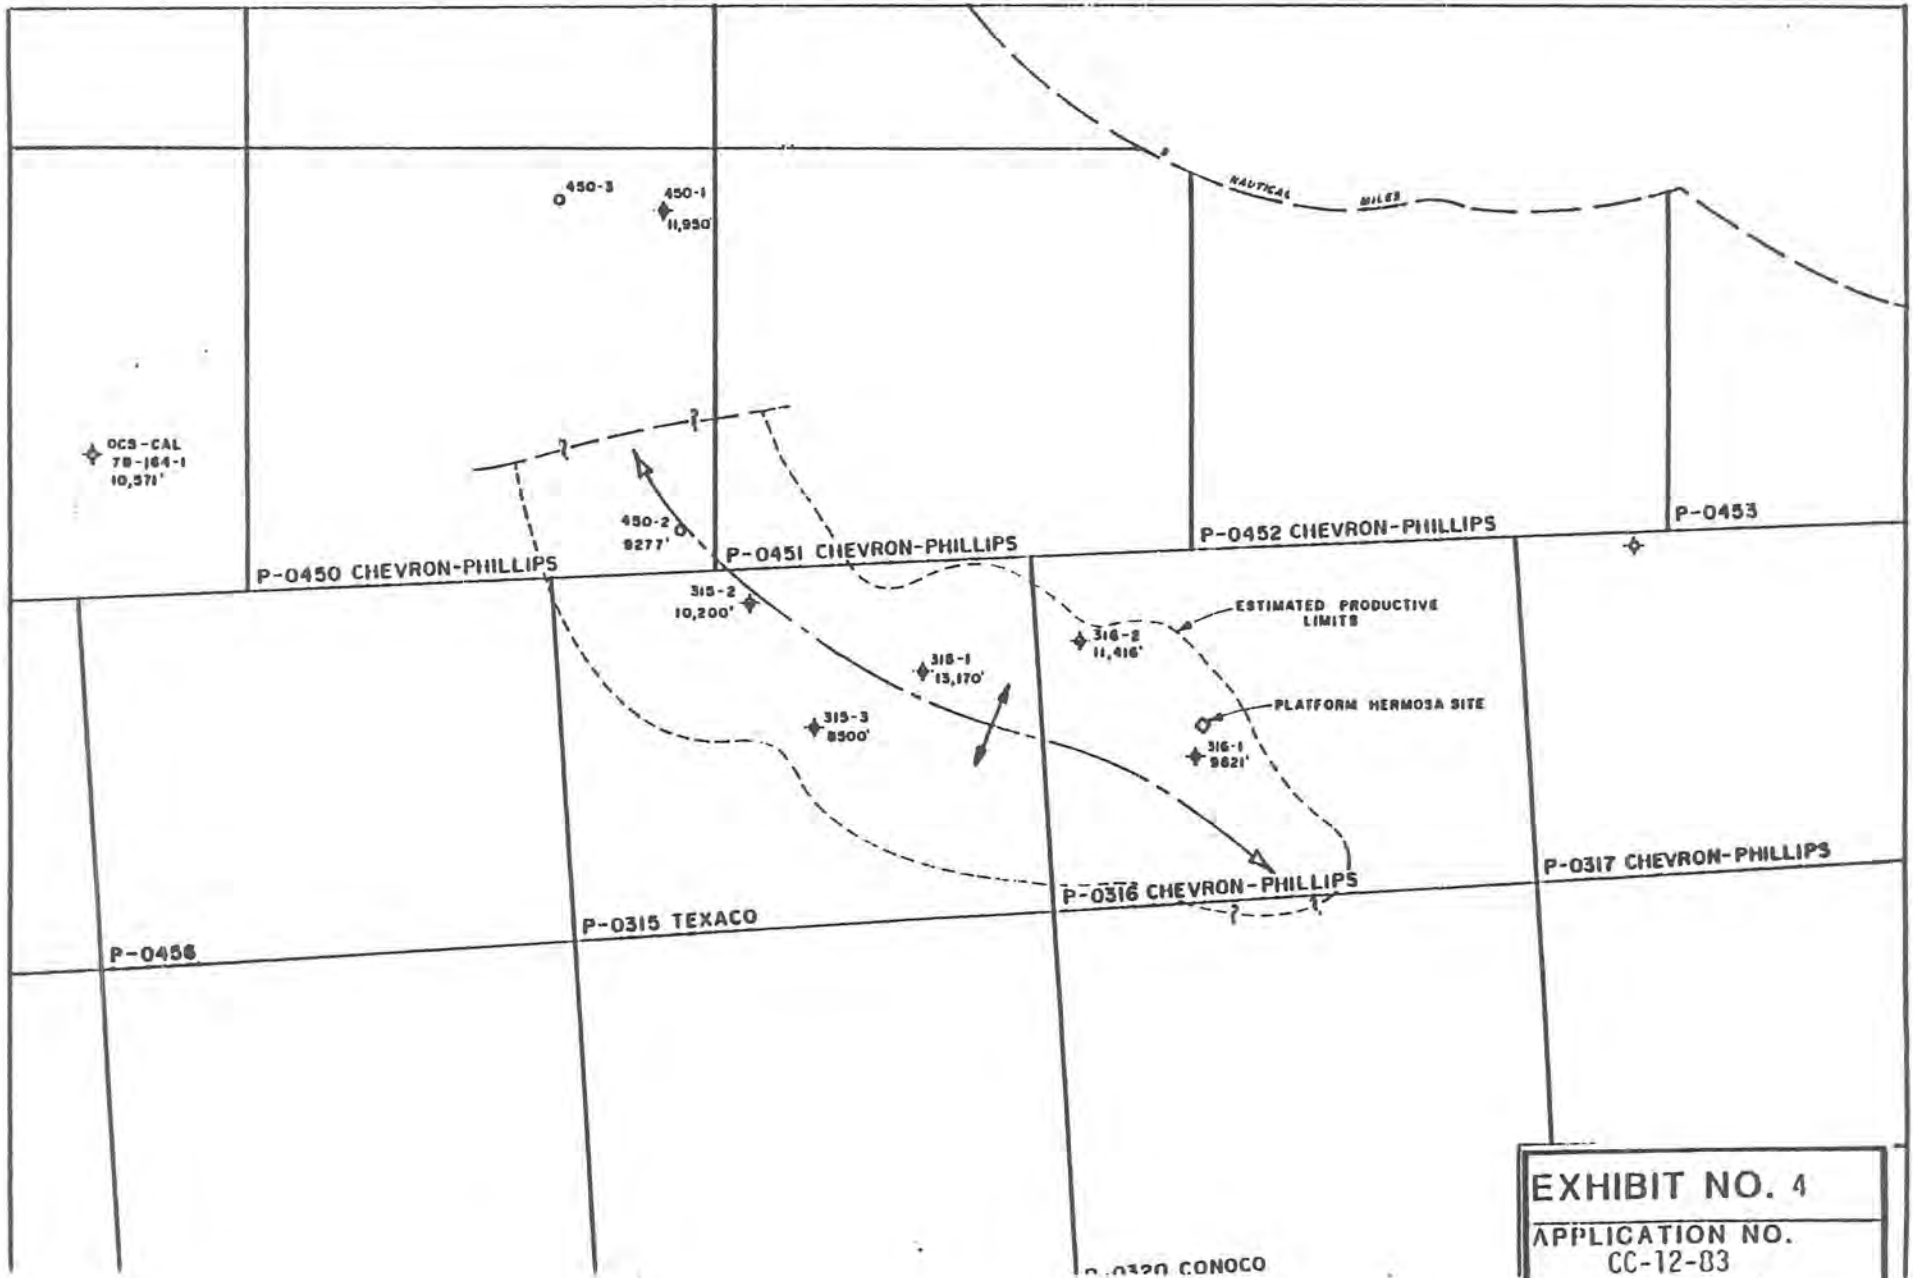 450-3
450-1
11,950'
3
NAUTICAL
MILES
OCS-CAL
78-164-1
10,571'
?
?
450-2
9277'
P-0450 CHEVRON-PHILLIPS
P-0451 CHEVRON-PHILLIPS
P-0452 CHEVRON-PHILLIPS
P-0453
315-2
10,200'
ESTIMATED PRODUCTIVE
LIMITS
316-2
11,416'
315-1
13,170'
PLATFORM HERMOSA SITE
315-3
8500'
316-1
9621'
P-0456
P-0315 TEXACO
P-0316 CHEVRON-PHILLIPS
P-0317 CHEVRON-PHILLIPS
?
?
P-0320 CONOCO
EXHIBIT NO. 4
APPLICATION NO.
CC-12-83